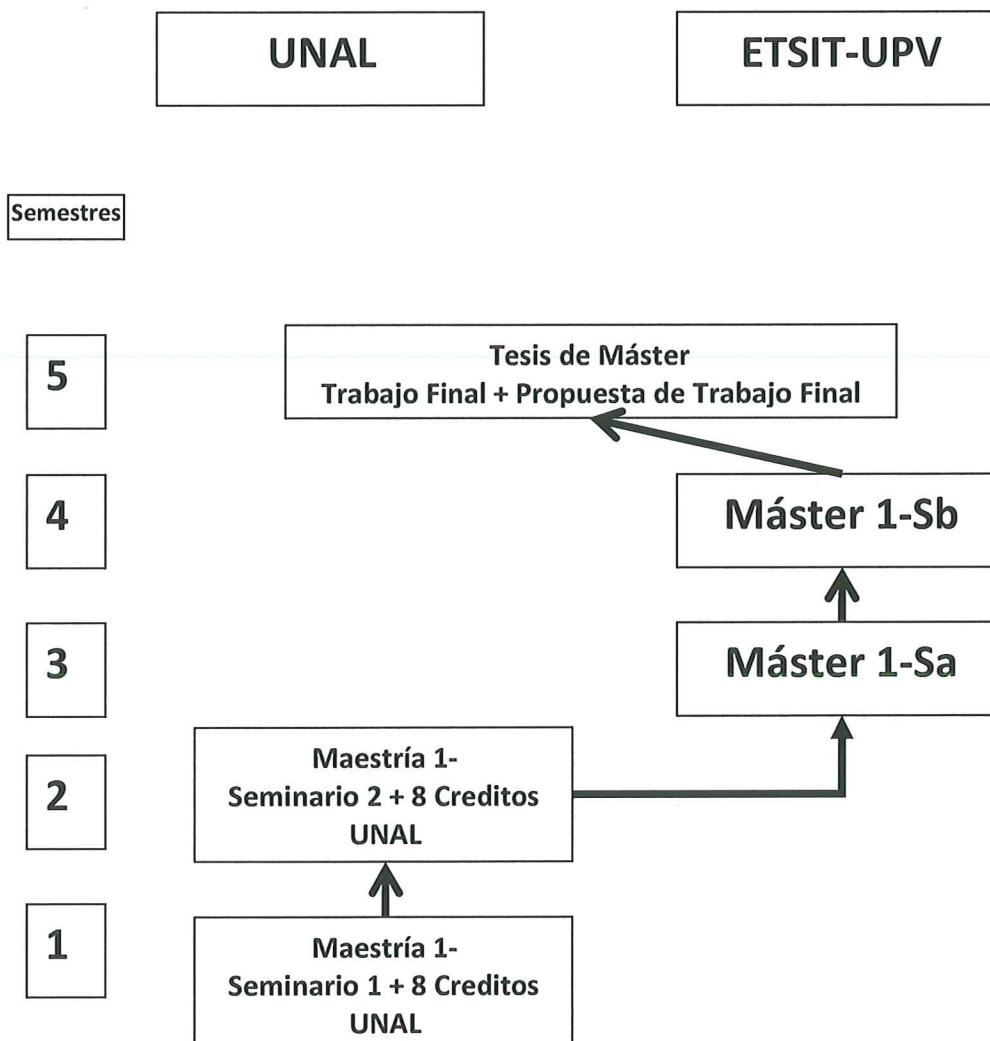 UNAL
ETSIT-UPV
Semestres
5
Tesis de Máster
Trabajo Final + Propuesta de Trabajo Final
4
Máster 1-Sb
3
Máster 1-Sa
2
Maestría 1-
Seminario 2 + 8 Creditos
UNAL
1
Maestría 1-
Seminario 1 + 8 Creditos
UNAL